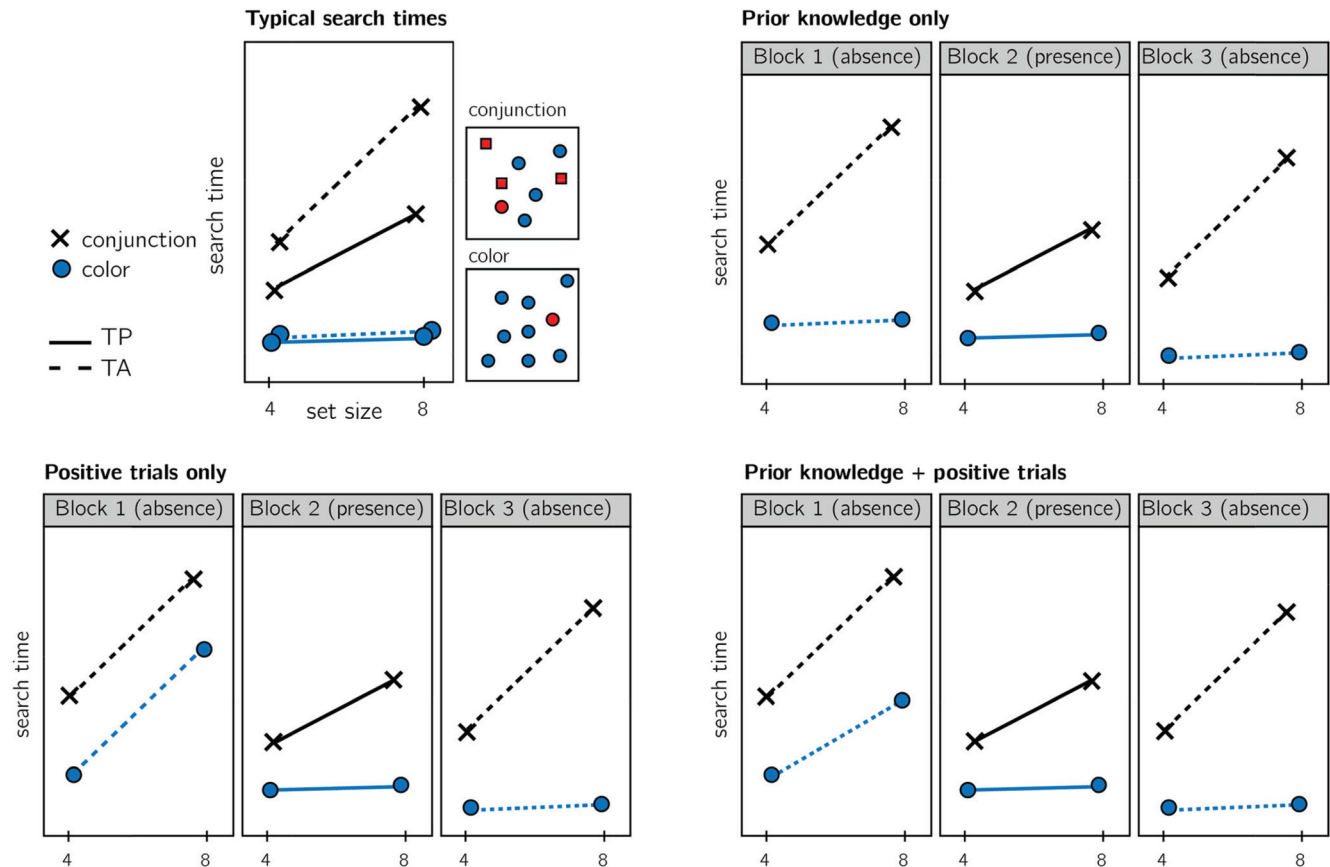 Typical search times
search time
4
8
set size
conjunction
color
TP
TA
conjunction
color
Prior knowledge only
Block 1 (absence)
Block 2 (presence)
Block 3 (absence)
search time
4
8
4
8
4
8
Positive trials only
Block 1 (absence)
Block 2 (presence)
Block 3 (absence)
search time
4
8
4
8
4
8
Prior knowledge + positive trials
Block 1 (absence)
Block 2 (presence)
Block 3 (absence)
search time
4
8
4
8
4
8